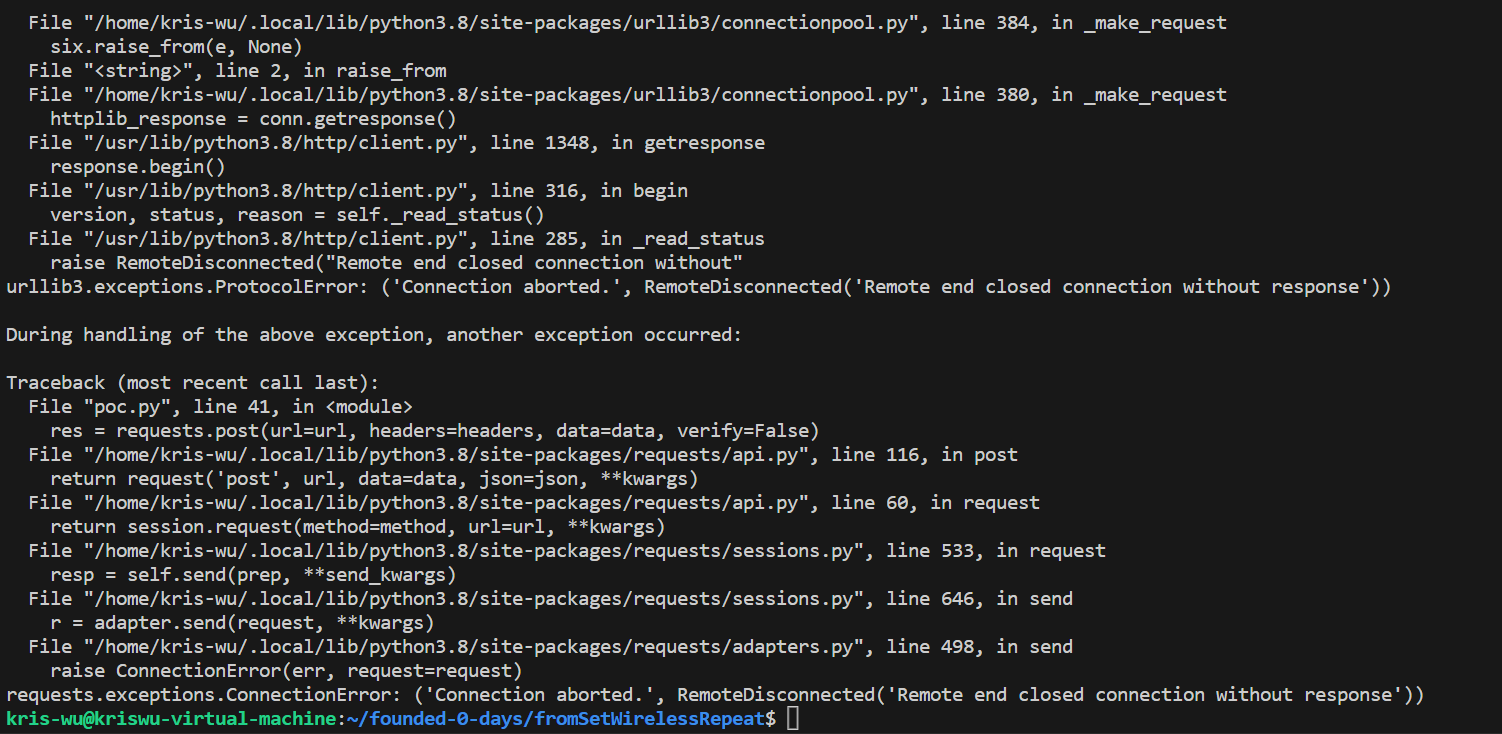 File "/home/kris-wu/.local/lib/python3.8/site-packages/urllib3/connectionpool.py", line 384, in _make_request
six.raise_from(e, None)
File "<string>", line 2, in raise_from
File "/home/kris-wu/.local/lib/python3.8/site-packages/urllib3/connectionpool.py", line 380, in _make_request
httplib_response = conn.getresponse()
File "/usr/lib/python3.8/http/client.py", line 1348, in getresponse
response.begin()
File "/usr/lib/python3.8/http/client.py", line 316, in begin
version, status, reason = self._read_status()
File "/usr/lib/python3.8/http/client.py", line 285, in _read_status
raise RemoteDisconnected("Remote end closed connection without"
urllib3.exceptions.ProtocolError: ('Connection aborted.', RemoteDisconnected('Remote end closed connection without response'))
During handling of the above exception, another exception occurred:
Traceback (most recent call last):
File "poc.py", line 41, in <module>
res = requests.post(url=url, headers=headers, data=data, verify=False)
File "/home/kris-wu/.local/lib/python3.8/site-packages/requests/api.py", line 116, in post
return request('post', url, data=data, json=json, **kwargs)
File "/home/kris-wu/.local/lib/python3.8/site-packages/requests/api.py", line 60, in request
return session.request(method=method, url=url, **kwargs)
File "/home/kris-wu/.local/lib/python3.8/site-packages/requests/sessions.py", line 533, in request
resp = self.send(prep, **send_kwargs)
File "/home/kris-wu/.local/lib/python3.8/site-packages/requests/sessions.py", line 646, in send
r = adapter.send(request, **kwargs)
File "/home/kris-wu/.local/lib/python3.8/site-packages/requests/adapters.py", line 498, in send
raise ConnectionError(err, request=request)
requests.exceptions.ConnectionError: ('Connection aborted.', RemoteDisconnected('Remote end closed connection without response'))
kris-wu@kriswu-virtual-machine:~/founded-0-days/fromSetWirelessRepeat$